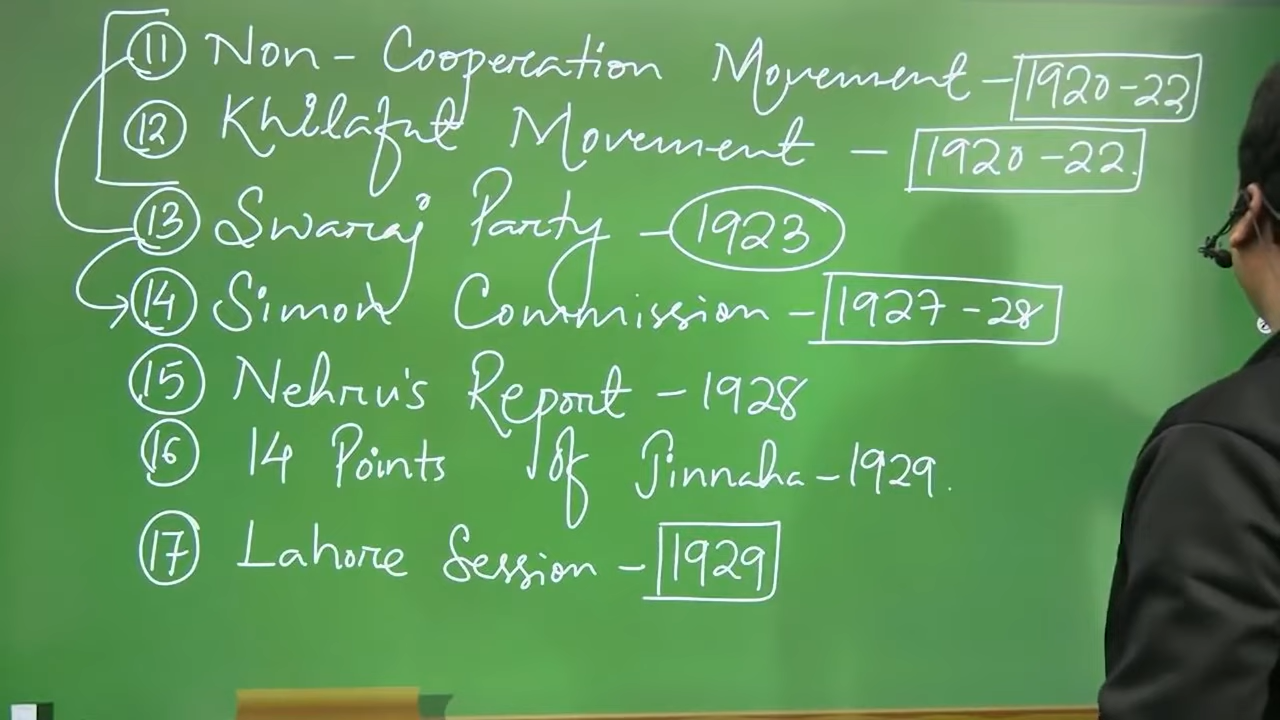 11 Non-Cooperation Movement - 1920-22
12 Khilafat Movement - 1920-22.
13 Swaraj Party - 1923
14 Simon Commission - 1927-28
15 Nehru's Report - 1928
16 14 Points of Jinnaha - 1929.
17 Lahore Session - 1929